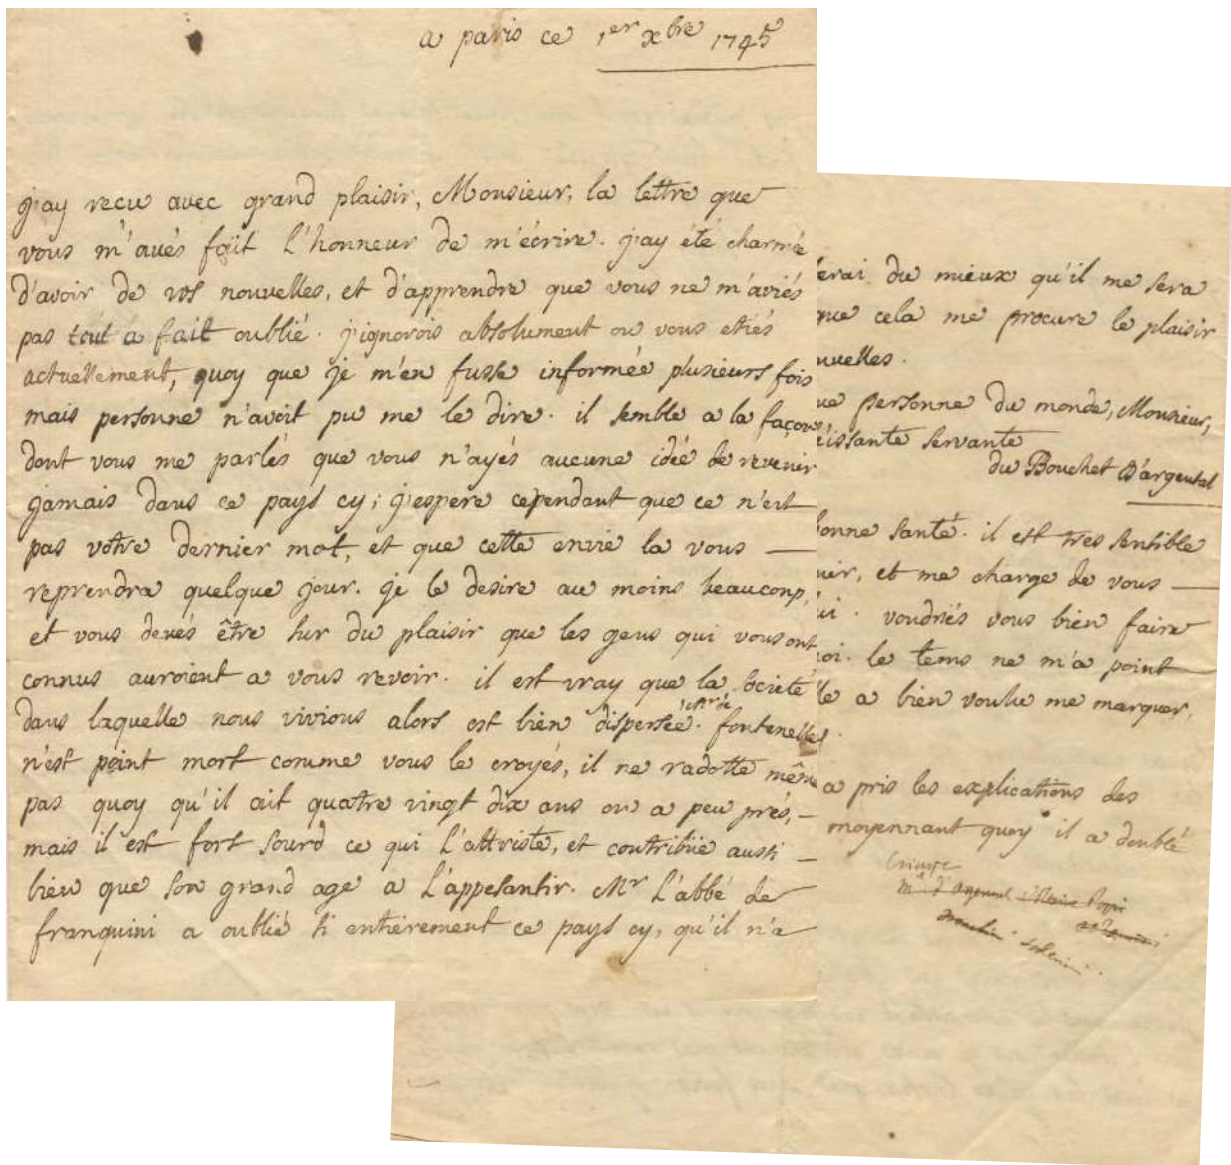 a paris ce 1er xbre 1745
j'ay recu avec grand plaisir, Monsieur, la lettre que
vous m'avés fait l'honneur de m'écrire. j'ay été charmée
d'avoir de vos nouvelles, et d'apprendre que vous ne m'aviés
pas tout a fait oublié. j'ignorois absolument ou vous etiés
actuellement, quoy que je m'en fusse informée plusieurs fois
mais personne n'avoit pu me le dire. il semble a la façon
dont vous me parlés que vous n'ayés aucune idée de revenir
jamais dans ce pays cy; j'espere cependant que ce n'est
pas votre dernier mot, et que cette envie la vous —
reprendra quelque jour. je le desire au moins beaucoup,
et vous devés être sur du plaisir que les gens qui vous ont
connus auroient a vous revoir. il est vray que la societé
dans laquelle nous vivions alors est bien dispersée. fontenelles
n'est point mort comme vous le croyés, il ne radotte même
pas quoy qu'il ait quatre vingt dix ans ou a peu prés, —
mais il est fort sourd ce qui l'attriste, et contribüe aussi —
bien que son grand age a l'appesantir. Mr l'abbé de
franquini a oublié si entiérement ce pays cy, qu'il n'a
ferai du mieux qu'il me sera
que cela me procure le plaisir
nouvelles.
que personne du monde, Monsieur,
éissante servante
du Bouchet D'argental
bonne santé. il est tres sensible
nir, et me charge de vous —
lui. voudriés vous bien faire
moi. le tems ne m'a point
lle a bien voulu me marquer.
a pris les explications des
moyennant quoy il a doublé